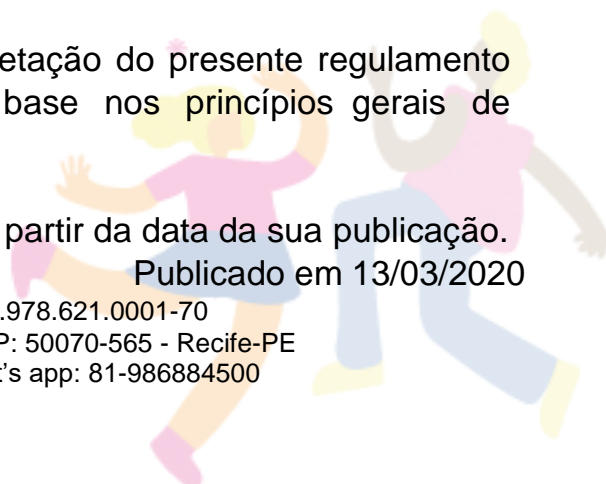 etação do presente regulamento
base nos princípios gerais de
partir da data da sua publicação.
Publicado em 13/03/2020
.978.621.0001-70
P: 50070-565 - Recife-PE
t’s app: 81-986884500